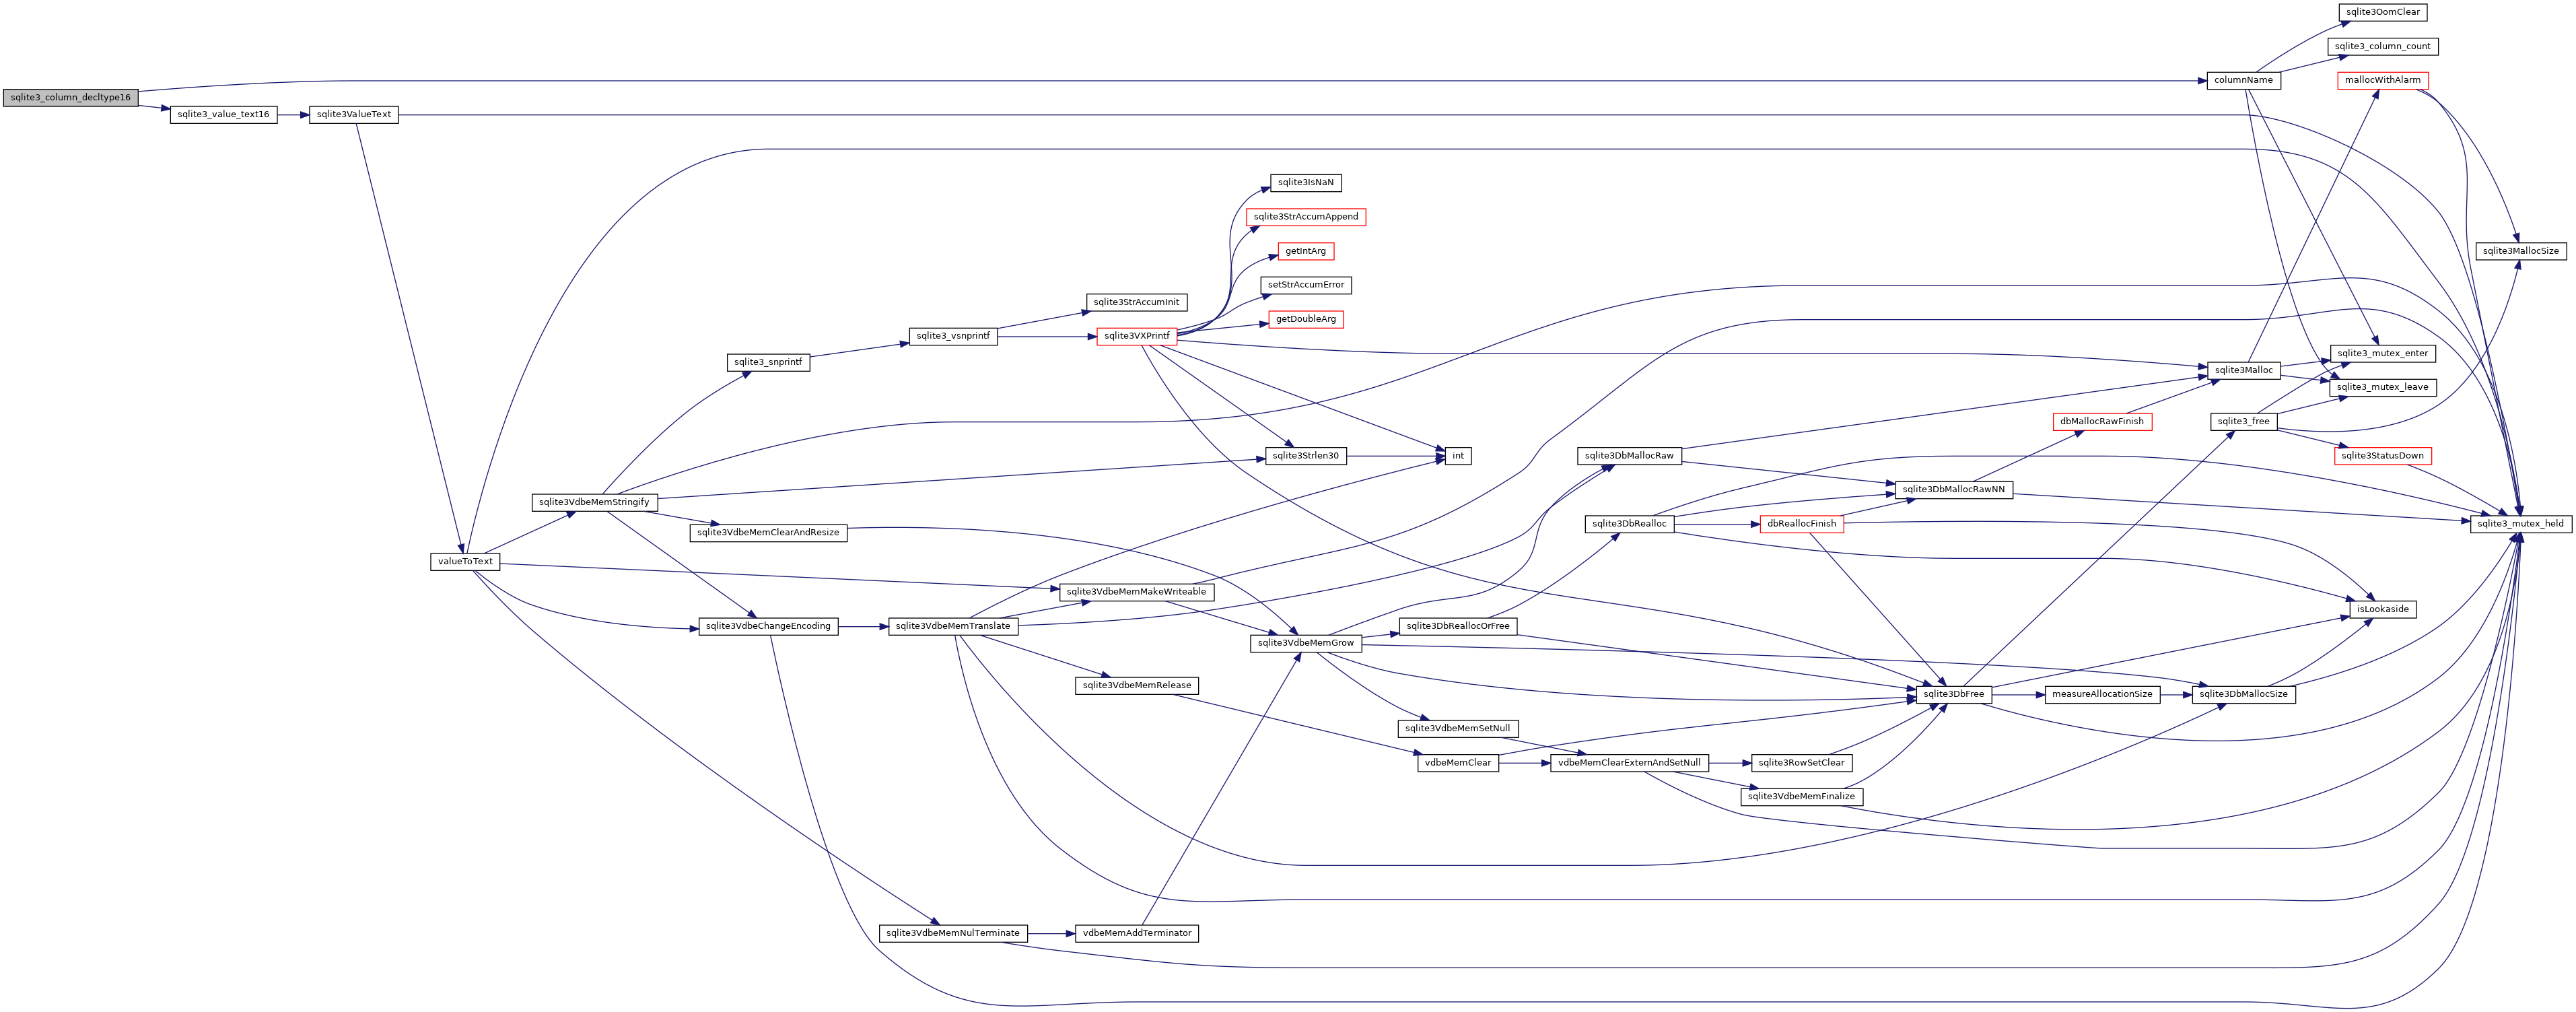 sqlite3_column_decltype16
sqlite3_value_text16
sqlite3ValueText
valueToText
sqlite3VdbeMemStringify
sqlite3VdbeMemClearAndResize
sqlite3VdbeChangeEncoding
sqlite3_snprintf
sqlite3_vsnprintf
sqlite3VdbeMemTranslate
sqlite3VdbeMemNulTerminate
sqlite3StrAccumInit
sqlite3VXPrintf
sqlite3VdbeMemMakeWriteable
sqlite3VdbeMemRelease
vdbeMemAddTerminator
sqlite3IsNaN
sqlite3StrAccumAppend
getIntArg
setStrAccumError
getDoubleArg
sqlite3Strlen30
sqlite3VdbeMemGrow
int
sqlite3DbReallocOrFree
sqlite3VdbeMemSetNull
vdbeMemClear
sqlite3DbMallocRaw
sqlite3DbRealloc
vdbeMemClearExternAndSetNull
dbReallocFinish
sqlite3RowSetClear
sqlite3VdbeMemFinalize
sqlite3DbMallocRawNN
sqlite3DbFree
dbMallocRawFinish
measureAllocationSize
columnName
sqlite3Malloc
sqlite3_free
sqlite3DbMallocSize
sqlite3OomClear
sqlite3_column_count
mallocWithAlarm
sqlite3_mutex_enter
sqlite3_mutex_leave
sqlite3StatusDown
isLookaside
sqlite3MallocSize
sqlite3_mutex_held